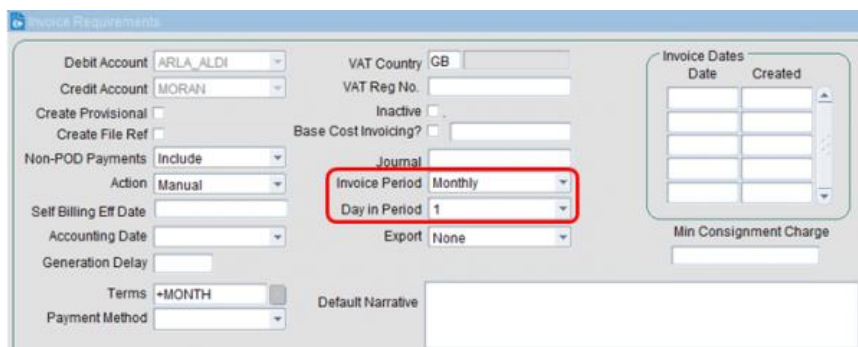 Invoice Requirements
Debit Account ARLA_ALDI
Credit Account MORAN
Create Provisional
Create File Ref
Non-POD Payments Include
Action Manual
Self Billing Eff Date
Accounting Date
Generation Delay
Terms +MONTH
Payment Method
VAT Country GB
VAT Reg No.
Inactive .
Base Cost Invoicing?
Journal
Invoice Period Monthly
Day in Period 1
Export None
Default Narrative
Invoice Dates
Date Created
Min Consignment Charge